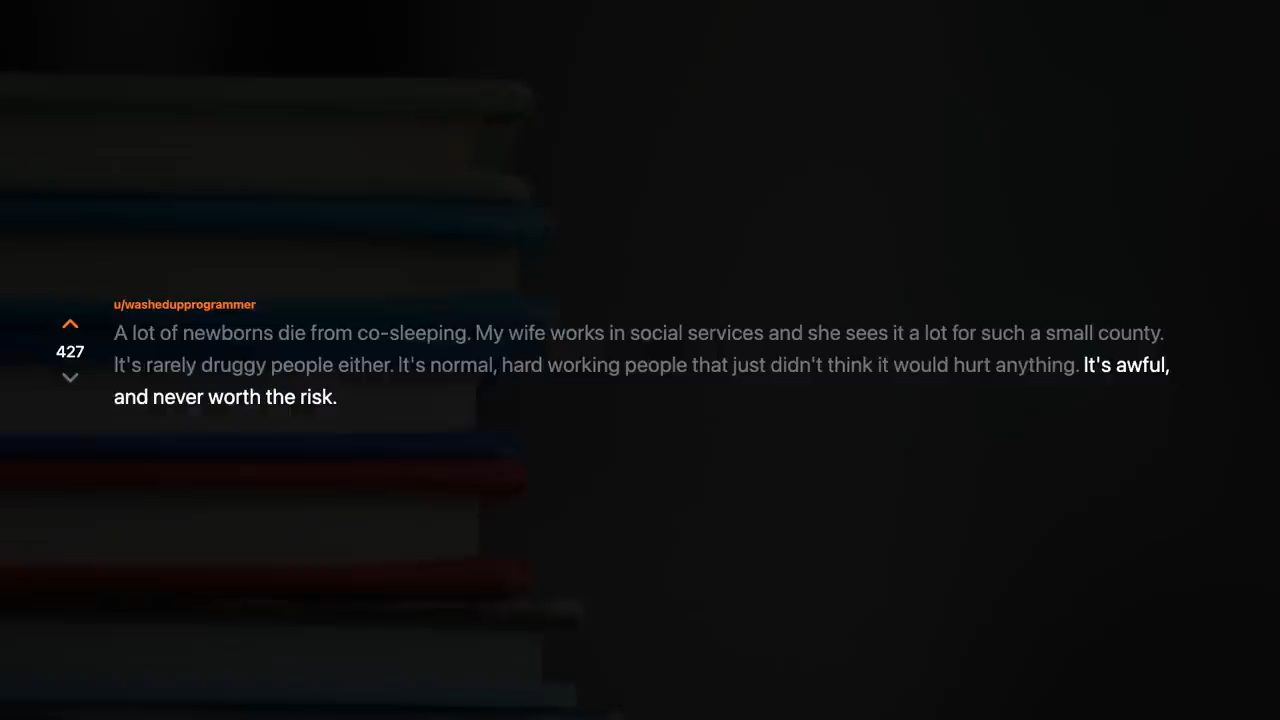 u/washedupprogrammer
427
A lot of newborns die from co-sleeping. My wife works in social services and she sees it a lot for such a small county.
It's rarely druggy people either. It's normal, hard working people that just didn't think it would hurt anything. It's awful,
and never worth the risk.